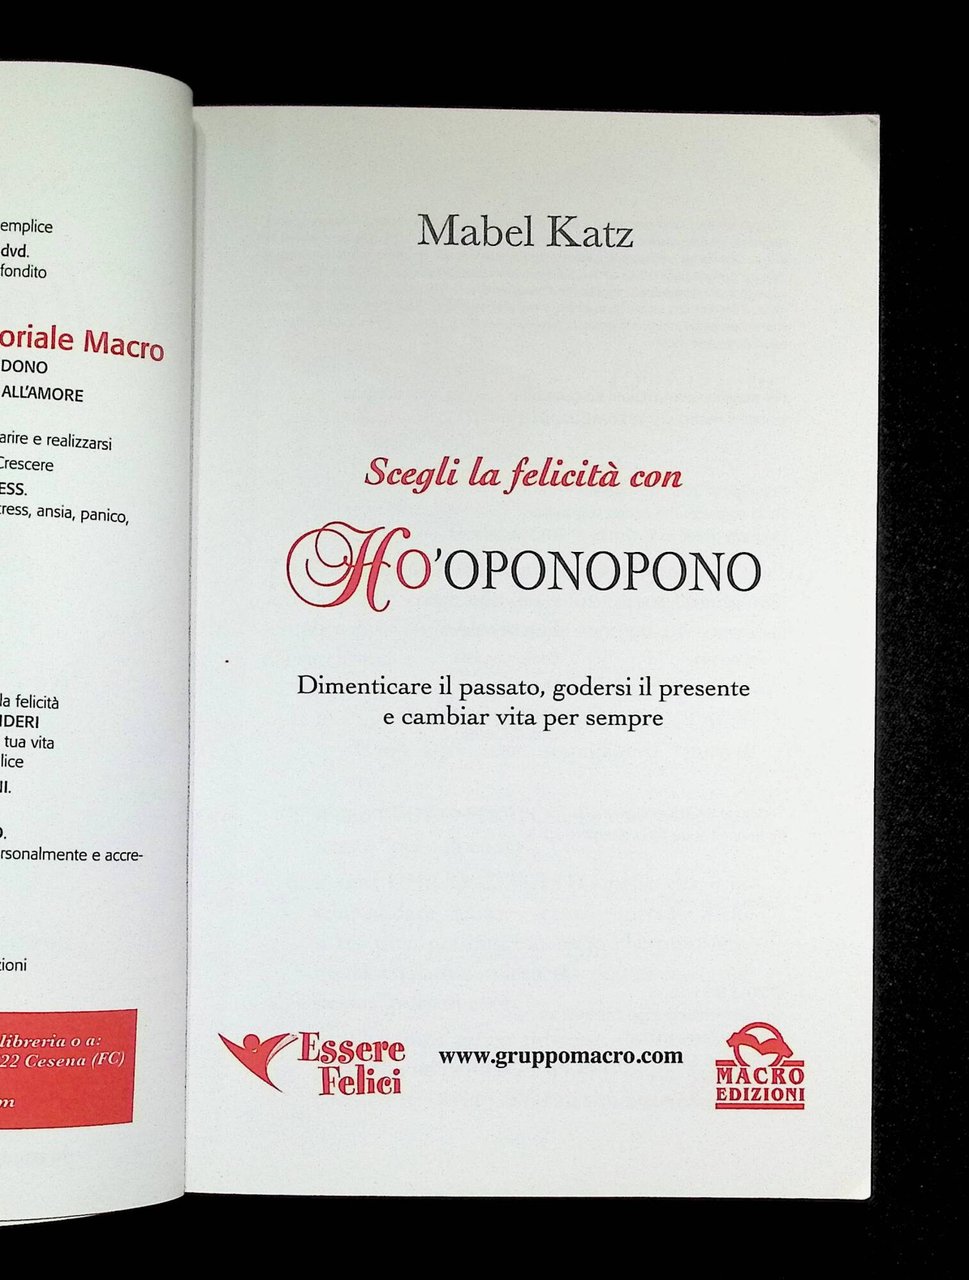 emplice
dvd.
fondito
oriale Macro
DONO
ALL'AMORE
arire e realizzarsi
Crescere
ESS.
ress, ansia, panico,
la felicità
IDERI
tua vita
lice
NI.
O.
rsonalmente e accre-
zioni
libreria o a:
22 Cesena (FC)
m
Mabel Katz
Scegli la felicità con
HO'OPONOPONO
Dimenticare il passato, godersi il presente
e cambiar vita per sempre
Essere
Felici
www.gruppomacro.com
MACRO
EDIZIONI